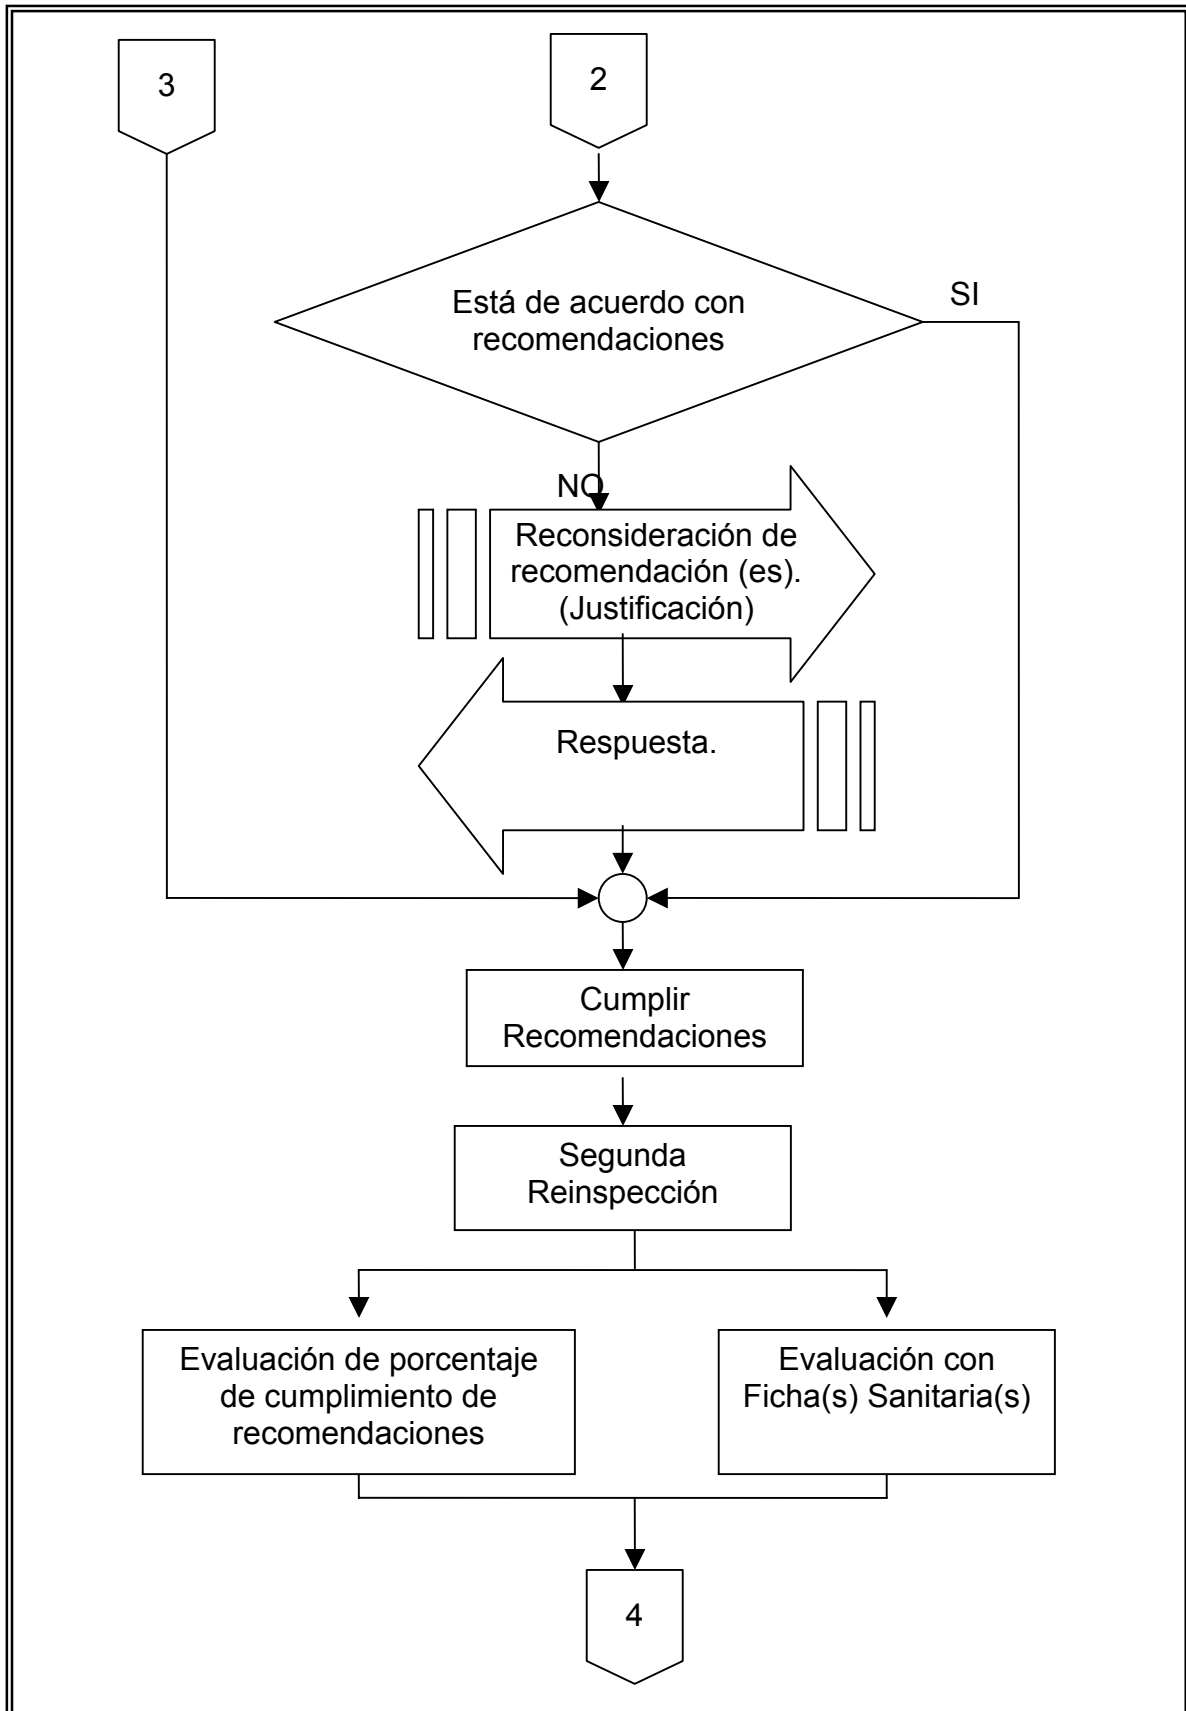 3
2
Está de acuerdo con
recomendaciones
SI
NO
Reconsideración de
recomendación (es).
(Justificación)
Respuesta.
Cumplir
Recomendaciones
Segunda
Reinspección
Evaluación de porcentaje
de cumplimiento de
recomendaciones
Evaluación con
Ficha(s) Sanitaria(s)
4